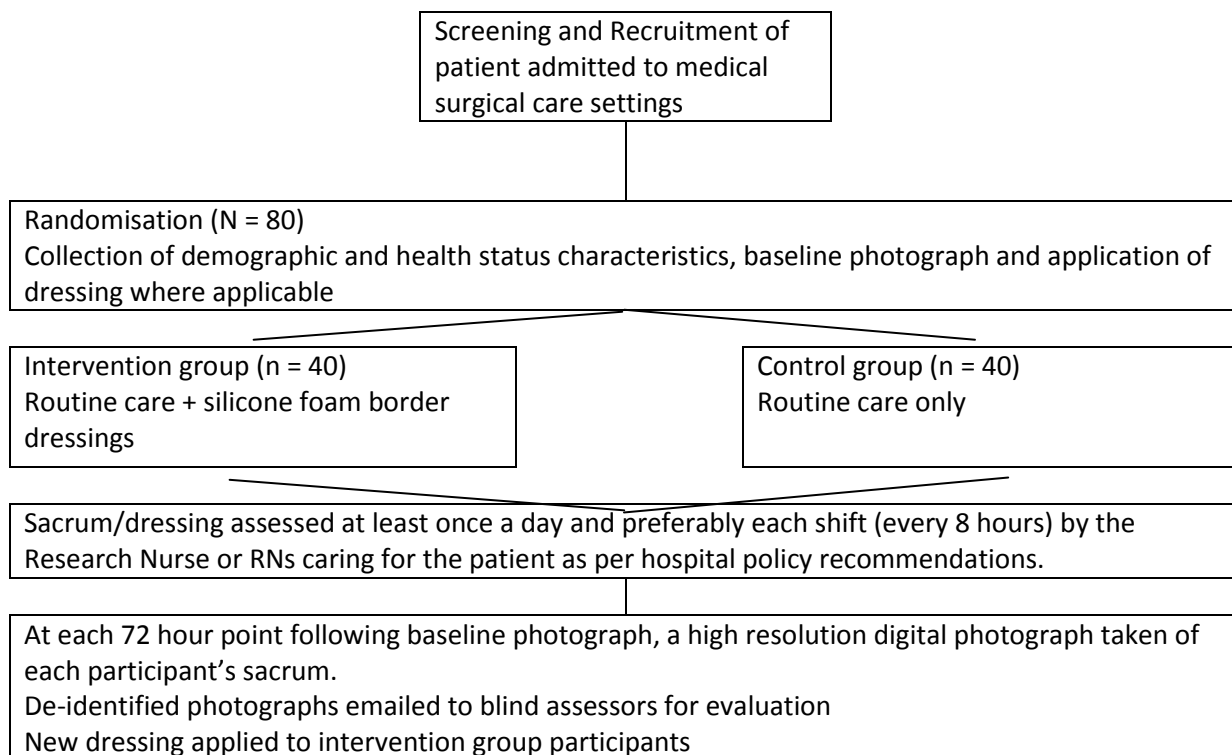 Screening and Recruitment of
patient admitted to medical
surgical care settings
Randomisation (N = 80)
Collection of demographic and health status characteristics, baseline photograph and application of
dressing where applicable
Intervention group (n = 40)
Routine care + silicone foam border
dressings
Control group (n = 40)
Routine care only
Sacrum/dressing assessed at least once a day and preferably each shift (every 8 hours) by the
Research Nurse or RNs caring for the patient as per hospital policy recommendations.
At each 72 hour point following baseline photograph, a high resolution digital photograph taken of
each participant’s sacrum.
De-identified photographs emailed to blind assessors for evaluation
New dressing applied to intervention group participants